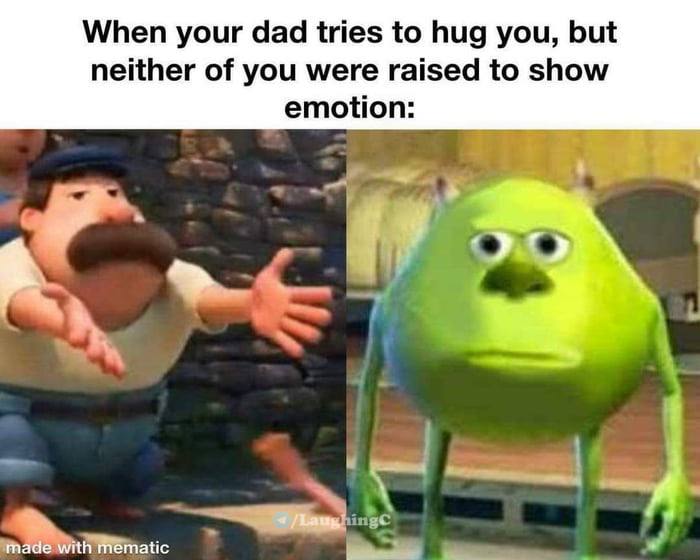 When your dad tries to hug you, but
neither of you were raised to show
emotion:
/LaughingC
made with mematic